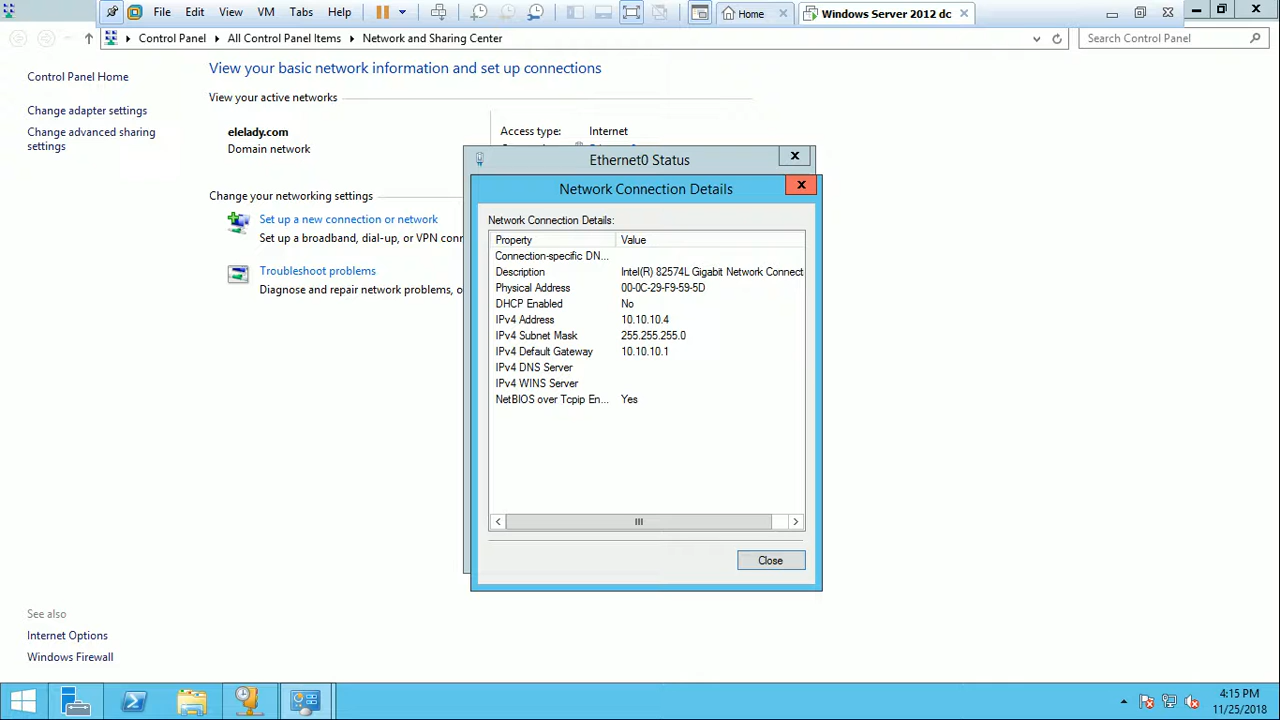 File Edit View VM Tabs Help Home Windows Server 2012 dc
Control Panel All Control Panel Items Network and Sharing Center Search Control Panel
Control Panel Home
Change adapter settings
Change advanced sharing
settings
See also
Internet Options
Windows Firewall
View your basic network information and set up connections
View your active networks
elelady.com
Domain network
Access type: Internet
Change your networking settings
Set up a new connection or network
Set up a broadband, dial-up, or VPN conn
Troubleshoot problems
Diagnose and repair network problems, o
Ethernet0 Status
Network Connection Details
Network Connection Details:
Property Value
Connection-specific DN...
Description Intel(R) 82574L Gigabit Network Connect
Physical Address 00-0C-29-F9-59-5D
DHCP Enabled No
IPv4 Address 10.10.10.4
IPv4 Subnet Mask 255.255.255.0
IPv4 Default Gateway 10.10.10.1
IPv4 DNS Server
IPv4 WINS Server
NetBIOS over Tcpip En... Yes
Close
4:15 PM
11/25/2018